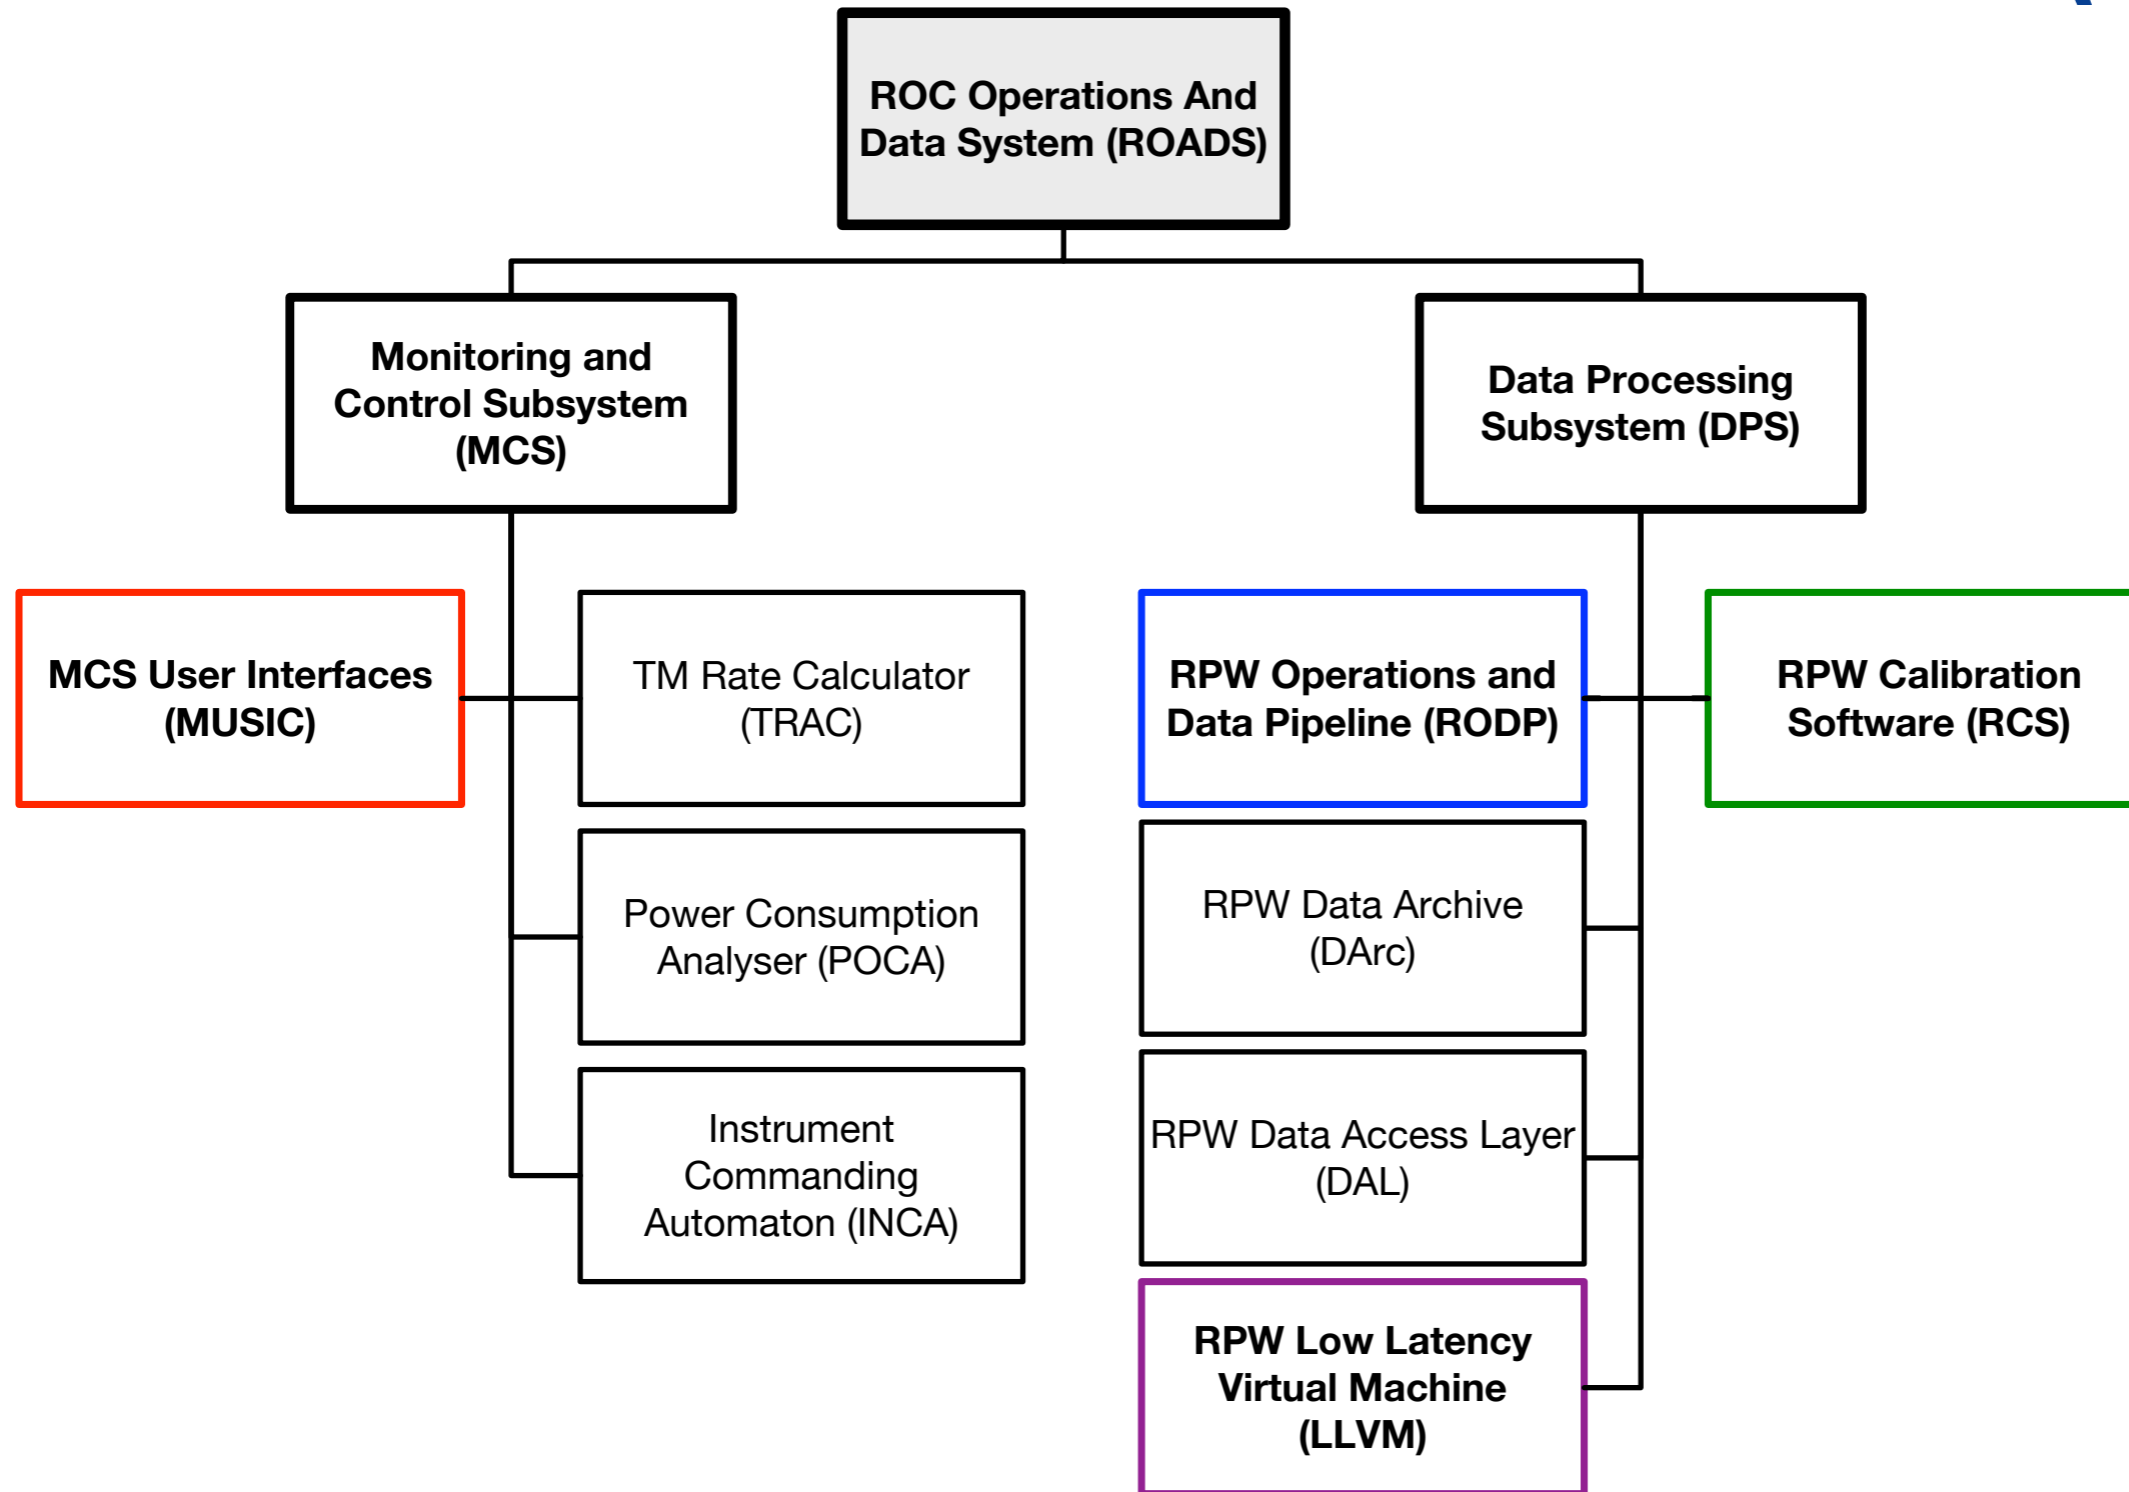 ROC Operations And
Data System (ROADS)
Monitoring and
Control Subsystem
(MCS)
Data Processing
Subsystem (DPS)
MCS User Interfaces
(MUSIC)
TM Rate Calculator
(TRAC)
RPW Operations and
Data Pipeline (RODP)
RPW Calibration
Software (RCS)
Power Consumption
Analyser (POCA)
RPW Data Archive
(DArc)
Instrument
Commanding
Automaton (INCA)
RPW Data Access Layer
(DAL)
RPW Low Latency
Virtual Machine
(LLVM)